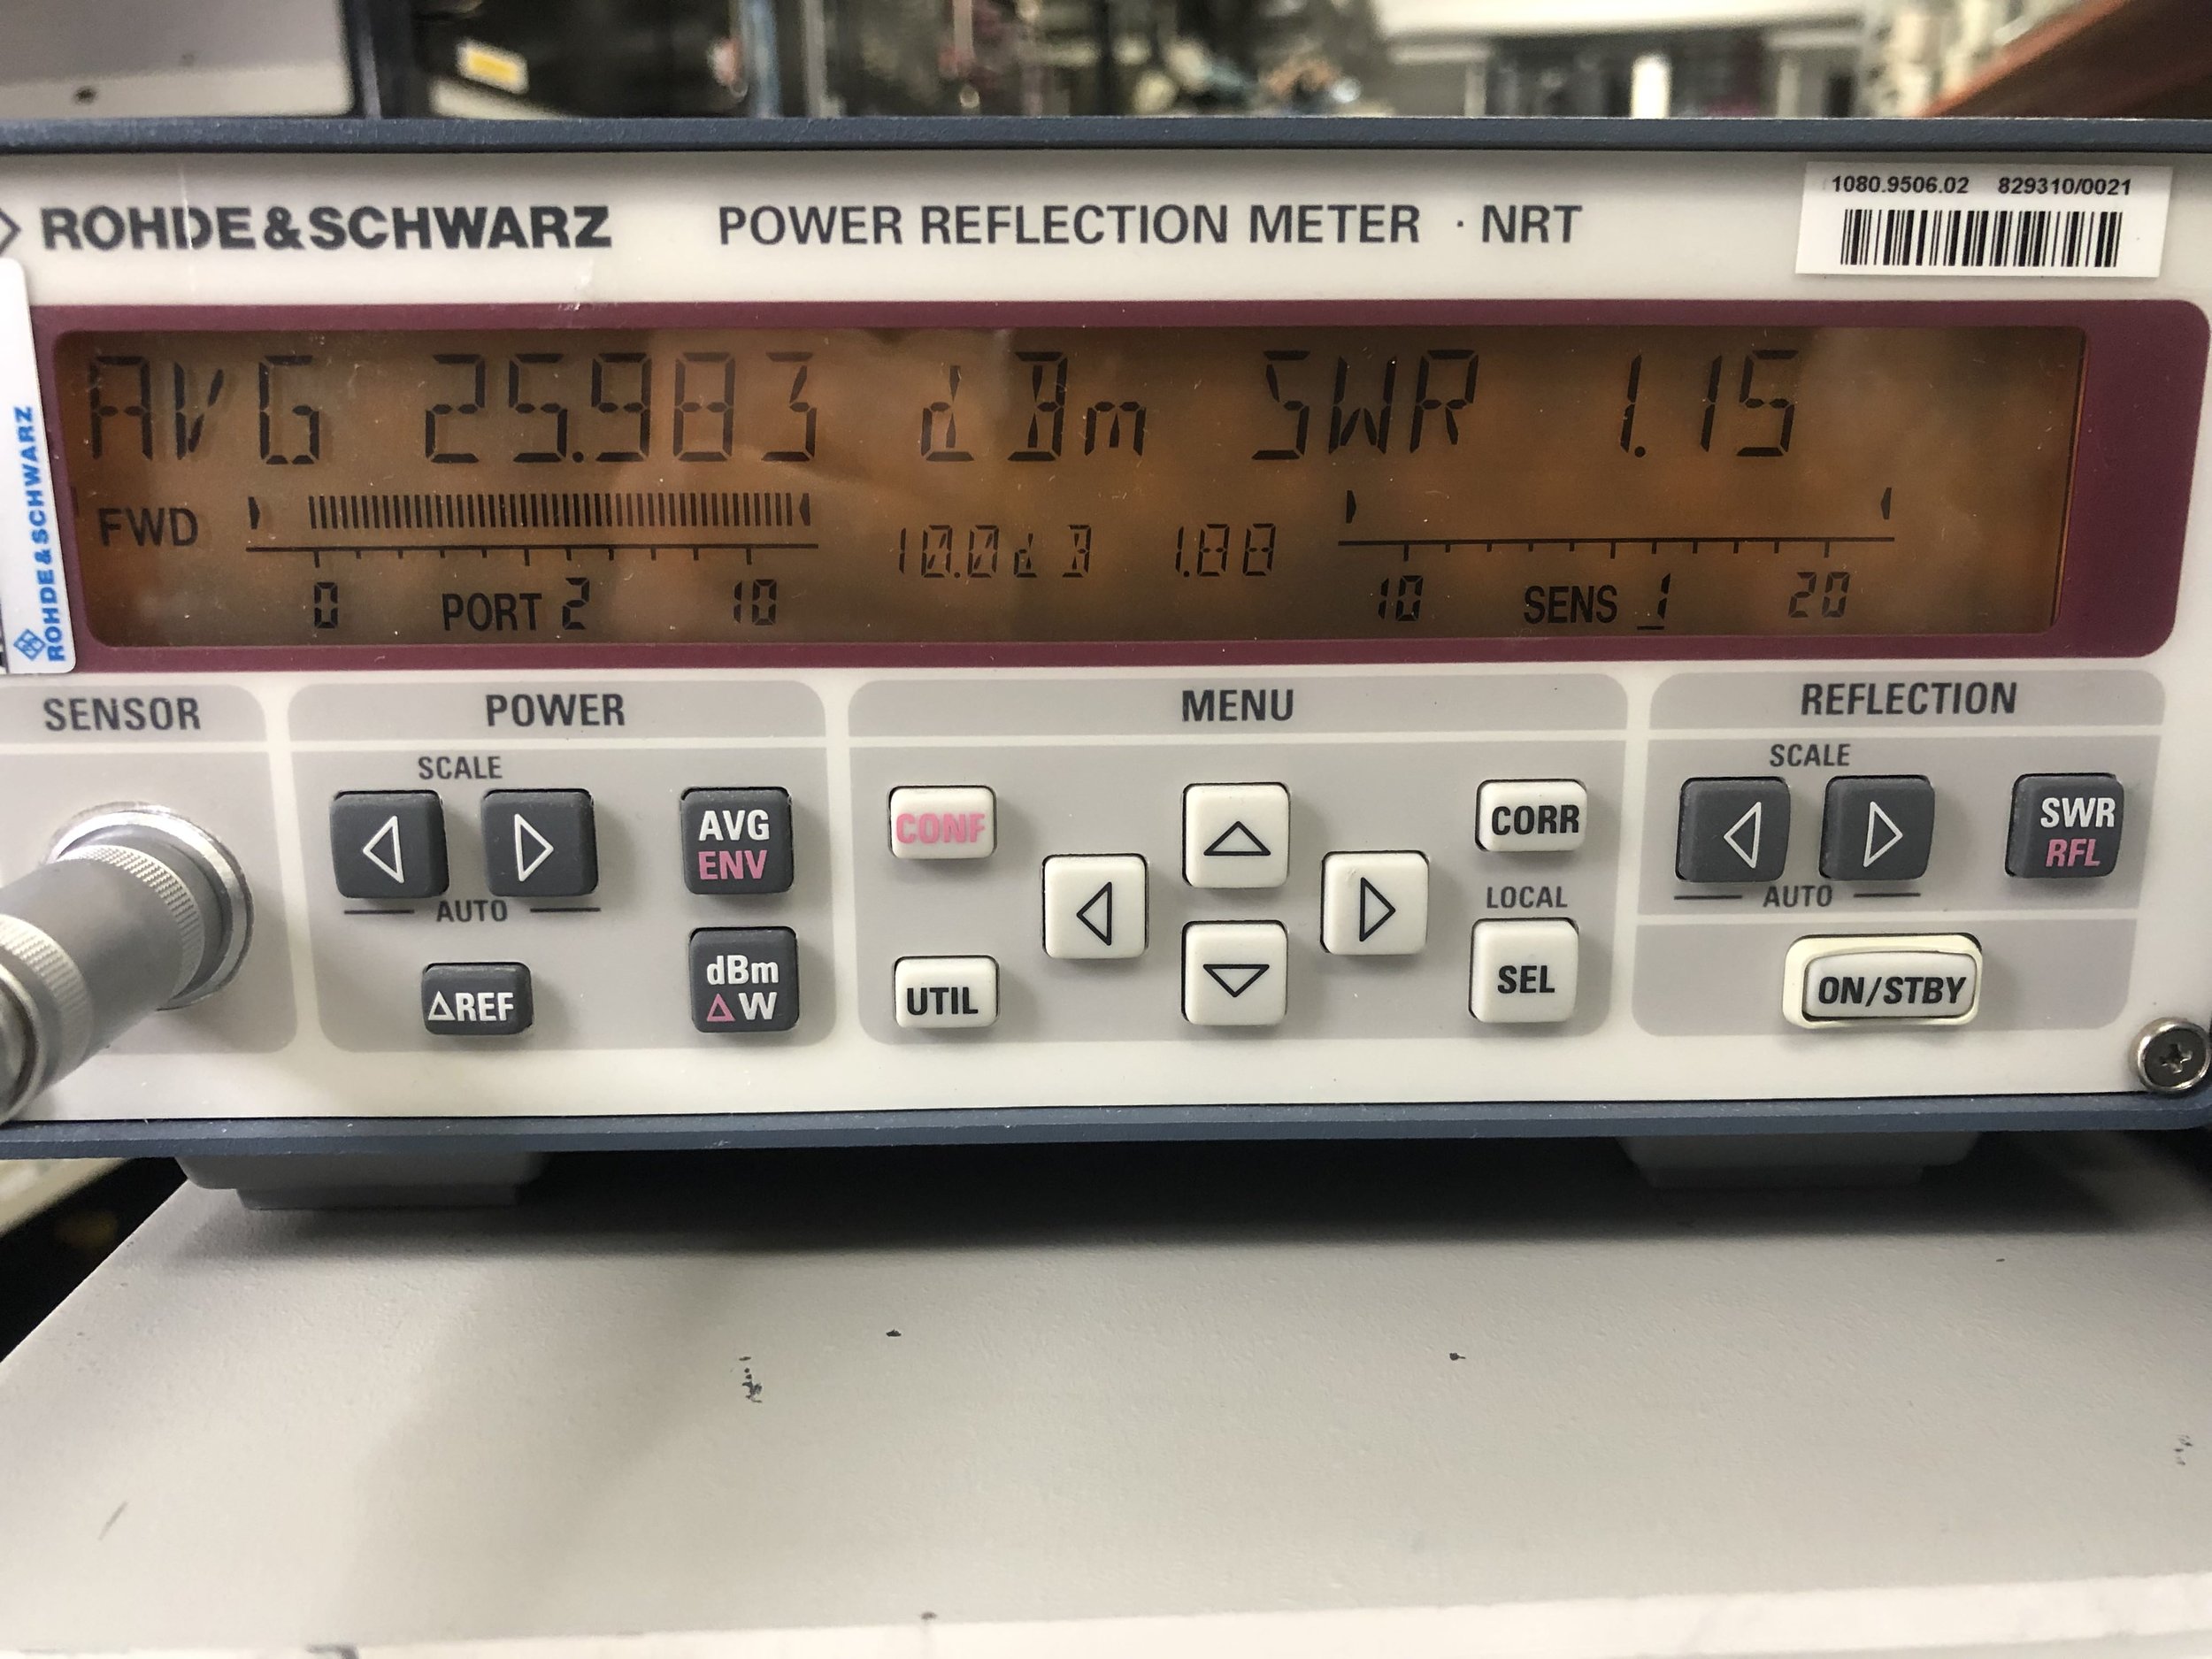 ROHDE&SCHWARZ POWER REFLECTION METER · NRT
1080.9506.02 829310/0021
ROHDE&SCHWARZ
AVG 25.983 dBm SWR 1.15
FWD
10.0dB 1.00
0 PORT 2 10
10 SENS 1 20
SENSOR
POWER
MENU
REFLECTION
SCALE
AUTO
AVG
ENV
ΔREF
dBm
ΔW
CONF
UTIL
CORR
LOCAL
SEL
SCALE
AUTO
SWR
RFL
ON/STBY